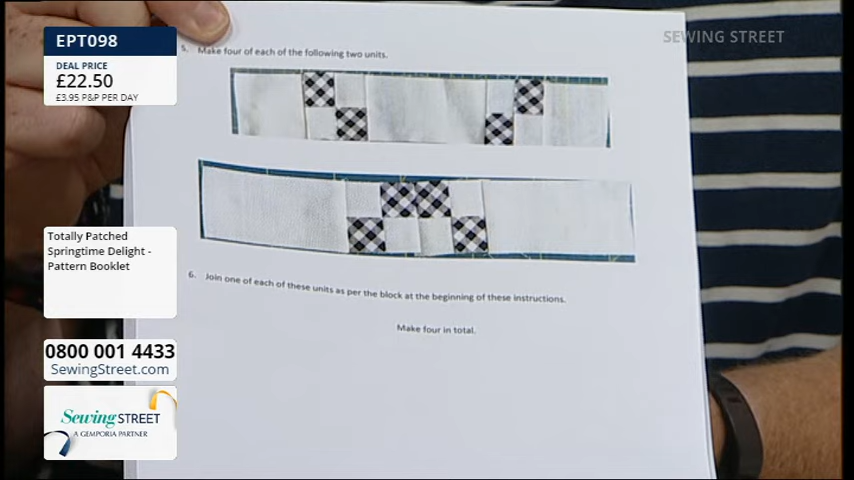 EPT098
DEAL PRICE
£22.50
£3.95 P&P PER DAY
SEWING STREET
5. Make four of each of the following two units.
Totally Patched
Springtime Delight -
Pattern Booklet
6. Join one of each of these units as per the block at the beginning of these instructions.
Make four in total.
0800 001 4433
SewingStreet.com
Sewing STREET
A GEMPORIA PARTNER